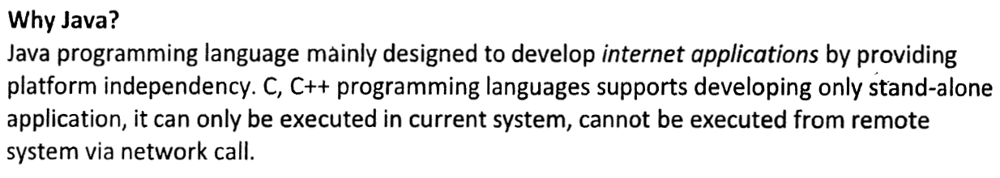 Why Java?
Java programming language mainly designed to develop internet applications by providing
platform independency. C, C++ programming languages supports developing only stand-alone
application, it can only be executed in current system, cannot be executed from remote
system via network call.